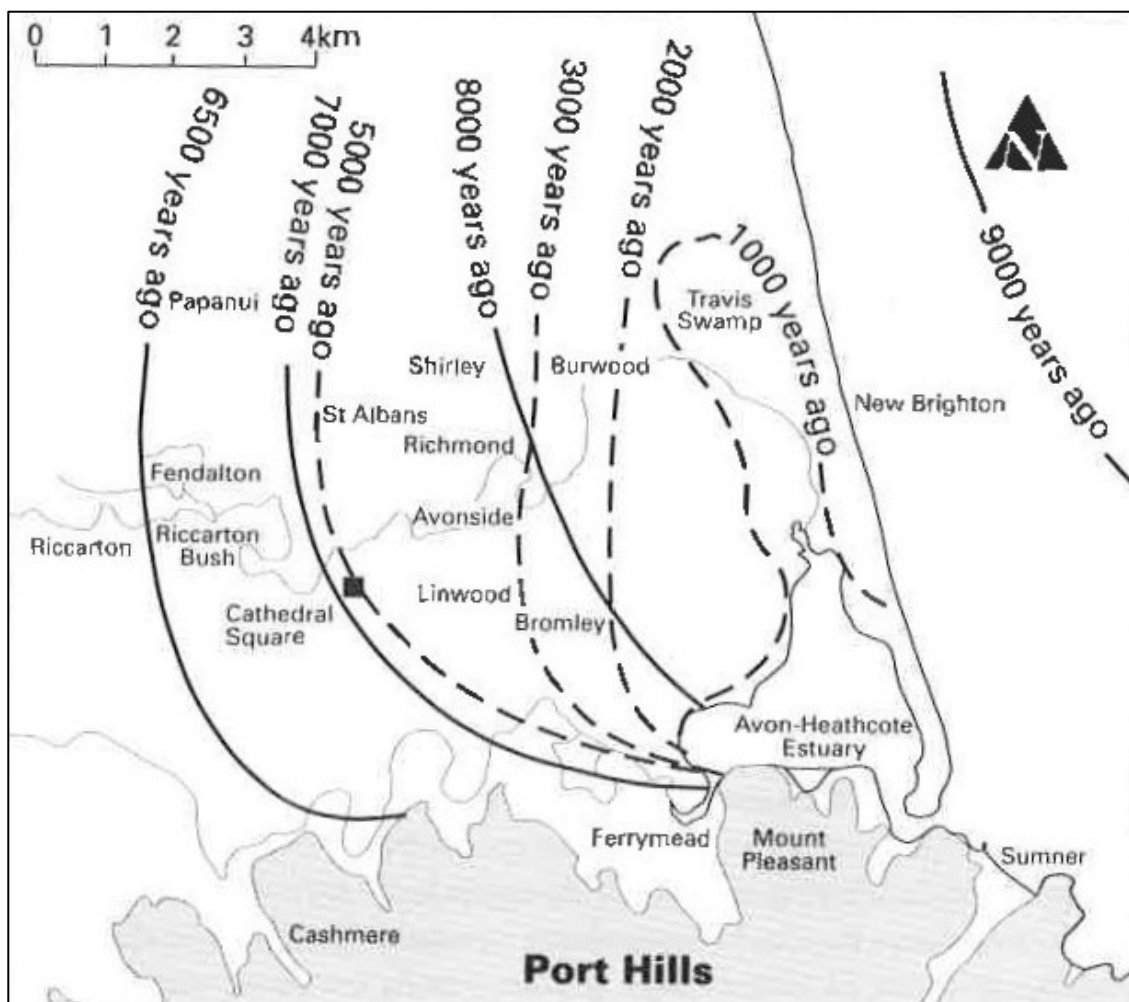 0 1 2 3 4km
6500 years ago
7000 years ago
5000 years ago
8000 years ago
3000 years ago
2000 years ago
1000 years ago
9000 years ago
N
Papanui
Travis
Swamp
Shirley
Burwood
New Brighton
St Albans
Richmond
Fendalton
Avonside
Riccarton
Riccarton
Bush
Linwood
Cathedral
Square
Bromley
Avon-Heathcote
Estuary
Ferrymead
Mount
Pleasant
Sumner
Cashmere
Port Hills